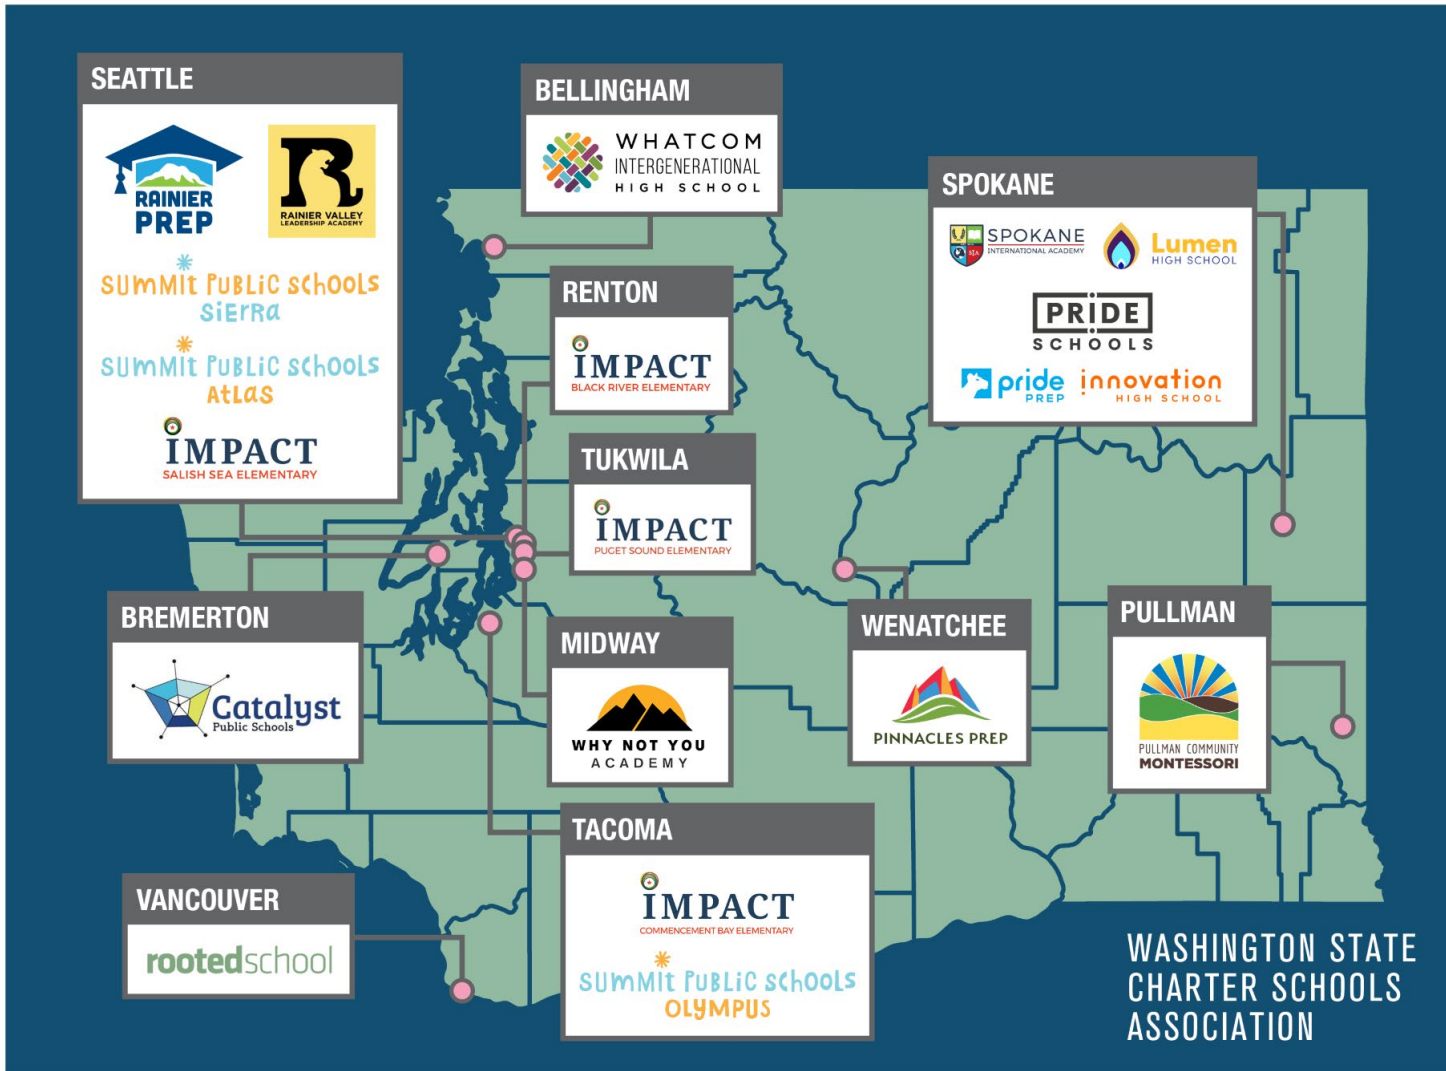 SEATTLE
RAINIER
PREP
R
RAINIER VALLEY
LEADERSHIP ACADEMY
SUMMIT PUBLIC SCHOOLS
SIERRA
SUMMIT PUBLIC SCHOOLS
ATLAS
IMPACT
SALISH SEA ELEMENTARY
BELLINGHAM
WHATCOM
INTERGENERATIONAL
HIGH SCHOOL
RENTON
IMPACT
BLACK RIVER ELEMENTARY
TUKWILA
IMPACT
PUGET SOUND ELEMENTARY
SPOKANE
SIA
SPOKANE
INTERNATIONAL ACADEMY
Lumen
HIGH SCHOOL
PRIDE
SCHOOLS
pride
PREP
innovation
HIGH SCHOOL
BREMERTON
Catalyst
Public Schools
MIDWAY
WHY NOT YOU
ACADEMY
WENATCHEE
PINNACLES PREP
PULLMAN
PULLMAN COMMUNITY
MONTESSORI
VANCOUVER
rootedschool
TACOMA
IMPACT
COMMENCEMENT BAY ELEMENTARY
SUMMIT PUBLIC SCHOOLS
OLYMPUS
WASHINGTON STATE
CHARTER SCHOOLS
ASSOCIATION